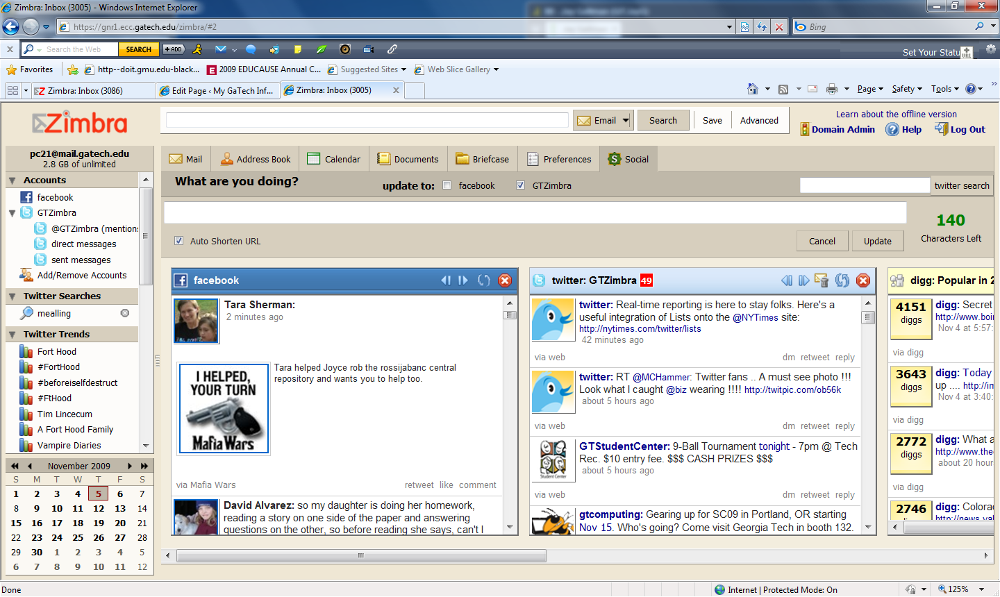 Zimbra: Inbox (3005) - Windows Internet Explorer
https://gnr1.ecc.gatech.edu/zimbra/#2
Bing
Search the Web
SEARCH
+ADD
Set Your Statu
+
URL
Favorites
http--doit.gmu.edu-black...
2009 EDUCAUSE Annual C...
Suggested Sites
Web Slice Gallery
Zimbra: Inbox (3086)
Edit Page ‹ My GaTech Inf...
Zimbra: Inbox (3005)
Page
Safety
Tools
Zimbra
Email
Search
Save
Advanced
Learn about the offline version
Domain Admin
Help
Log Out
pc21@mail.gatech.edu
2.8 GB of unlimited
Mail
Address Book
Calendar
Documents
Briefcase
Preferences
Social
Accounts
facebook
GTZimbra
@GTZimbra (mentions
direct messages
sent messages
Add/Remove Accounts
Twitter Searches
mealling
Twitter Trends
Fort Hood
#FortHood
#beforeiselfdestruct
#FtHood
Tim Lincecum
A Fort Hood Family
Vampire Diaries
November 2009
S M T W T F S
1 2 3 4 5 6 7
8 9 10 11 12 13 14
15 16 17 18 19 20 21
22 23 24 25 26 27 28
29 30 1 2 3 4 5
6 7 8 9 10 11 12
What are you doing?
update to:
facebook
GTZimbra
twitter search
140
Characters Left
Auto Shorten URL
Cancel
Update
facebook
Tara Sherman:
2 minutes ago
I HELPED,
YOUR TURN
Mafia Wars
Tara helped Joyce rob the rossijabanc central
repository and wants you to help too.
via Mafia Wars
retweet like comment
David Alvarez: so my daughter is doing her homework,
reading a story on one side of the paper and answering
questions on the other, so before reading she says, can't I
twitter: GTZimbra 49
twitter: Real-time reporting is here to stay folks. Here's a
useful integration of Lists onto the @NYTimes site:
http://nytimes.com/twitter/lists
42 minutes ago
via web
dm retweet reply
twitter: RT @MCHammer: Twitter fans .. A must see photo !!!
Look what I caught @biz wearing !!!! http://twitpic.com/ob56k
about 5 hours ago
via web
dm retweet reply
Student Center
GTStudentCenter: 9-Ball Tournament tonight - 7pm @ Tech
Rec. $10 entry fee. $$$ CASH PRIZES $$$
about 5 hours ago
via web
dm retweet reply
gtcomputing: Gearing up for SC09 in Portland, OR starting
Nov 15. Who's going? Come visit Georgia Tech in booth 132.
digg: Popular in 2
4151
diggs
digg: Secret
http://www.boi
Nov 4 at 5:57:
via digg
3643
diggs
digg: Today
up .... http://im
Nov 4 at 3:40:
via digg
2772
diggs
digg: What a
http://www.the
about 20 hour
via digg
2746
digg: Colora
http://news.yal
Done
Internet | Protected Mode: On
125%